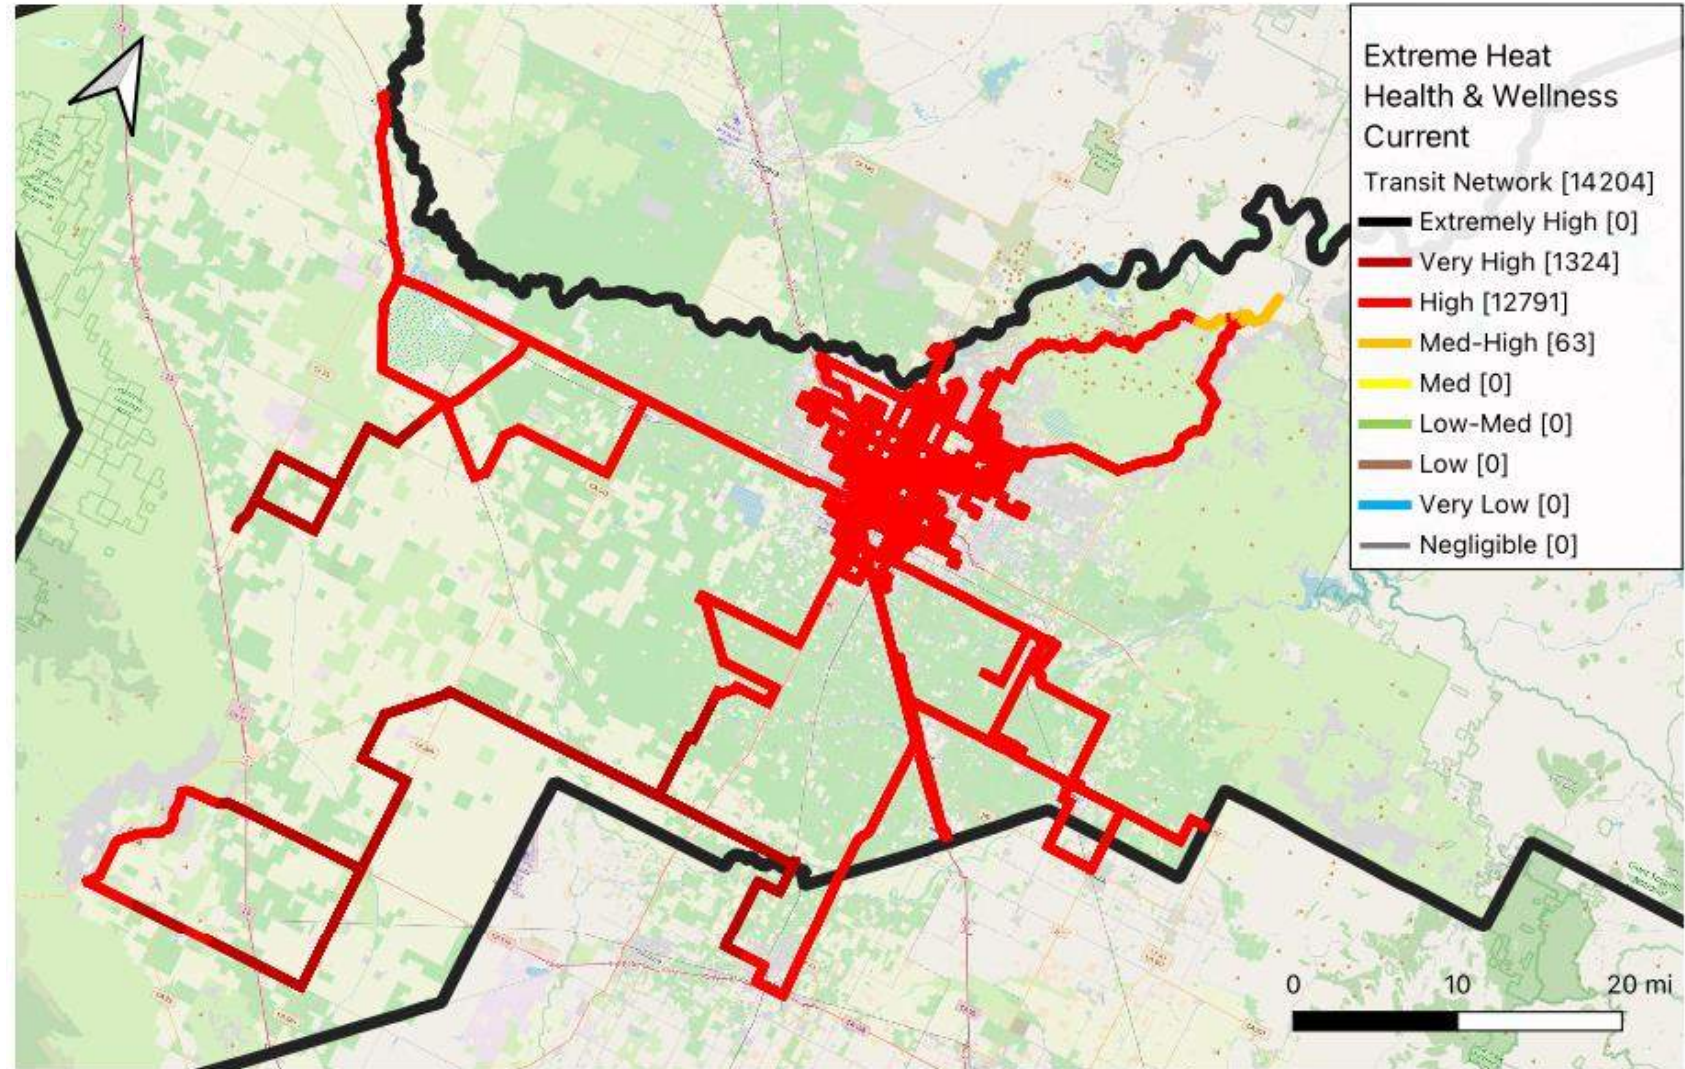 Extreme Heat
Health & Wellness
Current
Transit Network [14204]
Extremely High [0]
Very High [1324]
High [12791]
Med-High [63]
Med [0]
Low-Med [0]
Low [0]
Very Low [0]
Negligible [0]
0 10 20 mi